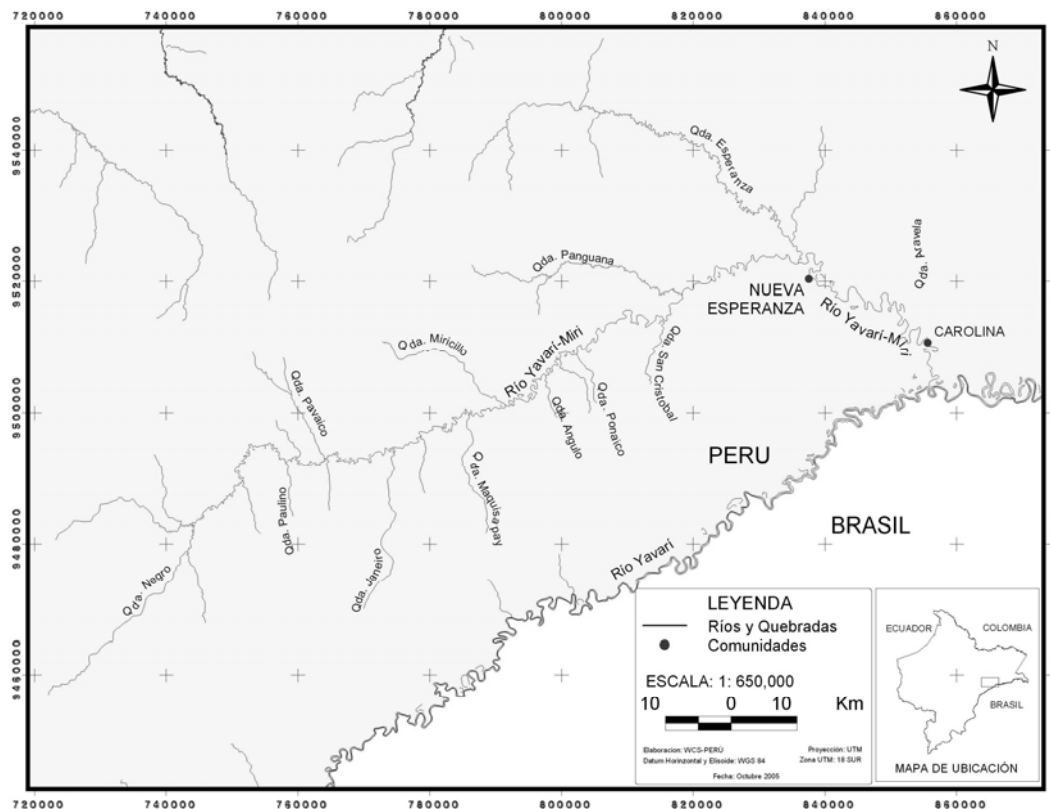 720000 740000 760000 780000 800000 820000 840000 860000
N
9540000
9520000
9500000
9480000
9460000
Qda. Esperanza
Qda. Aravela
Qda. Panguana
NUEVA
ESPERANZA
Río Yavarí-Mirí
CAROLINA
Qda. Miricillo
Río Yavarí-Miri
Qda. San Cristobal
Qda. Pavaico
Qda. Angulo
Qda. Ponaico
PERU
Qda. Maquisapay
Qda. Paulino
BRASIL
Qda. Janeiro
Río Yavarí
Qda. Negro
LEYENDA
Ríos y Quebradas
Comunidades
ESCALA: 1: 650,000
10 0 10 Km
Elaboracion: WCS-PERÚ
Proyección: UTM
Datum Horinzontal y Elisoide: WGS 84
Zona UTM: 18 SUR
Fecha: Octubre 2005
ECUADOR
COLOMBIA
BRASIL
MAPA DE UBICACIÓN
720000 740000 760000 780000 800000 820000 840000 860000